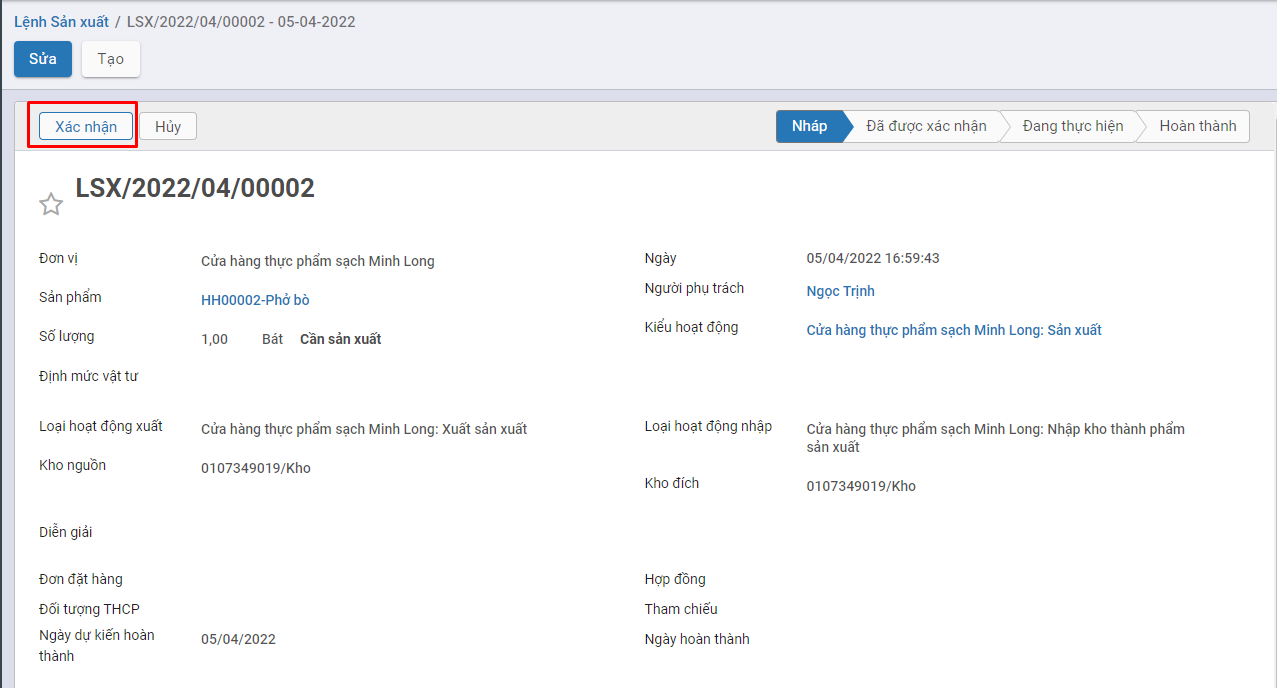 Lệnh Sản xuất / LSX/2022/04/00002 - 05-04-2022
Sửa Tạo
Xác nhận Hủy Nháp Đã được xác nhận Đang thực hiện Hoàn thành
LSX/2022/04/00002
Đơn vị Cửa hàng thực phẩm sạch Minh Long Ngày 05/04/2022 16:59:43
Sản phẩm HH00002-Phở bò Người phụ trách Ngọc Trịnh
Số lượng 1,00 Bát Cần sản xuất Kiểu hoạt động Cửa hàng thực phẩm sạch Minh Long: Sản xuất
Định mức vật tư
Loại hoạt động xuất Cửa hàng thực phẩm sạch Minh Long: Xuất sản xuất Loại hoạt động nhập Cửa hàng thực phẩm sạch Minh Long: Nhập kho thành phẩm
sản xuất
Kho nguồn 0107349019/Kho Kho đích 0107349019/Kho
Diễn giải
Đơn đặt hàng Hợp đồng
Đối tượng THCP Tham chiếu
Ngày dự kiến hoàn
thành 05/04/2022 Ngày hoàn thành